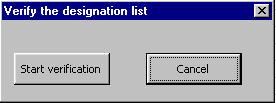 Verify the designation list
Start verification
Cancel